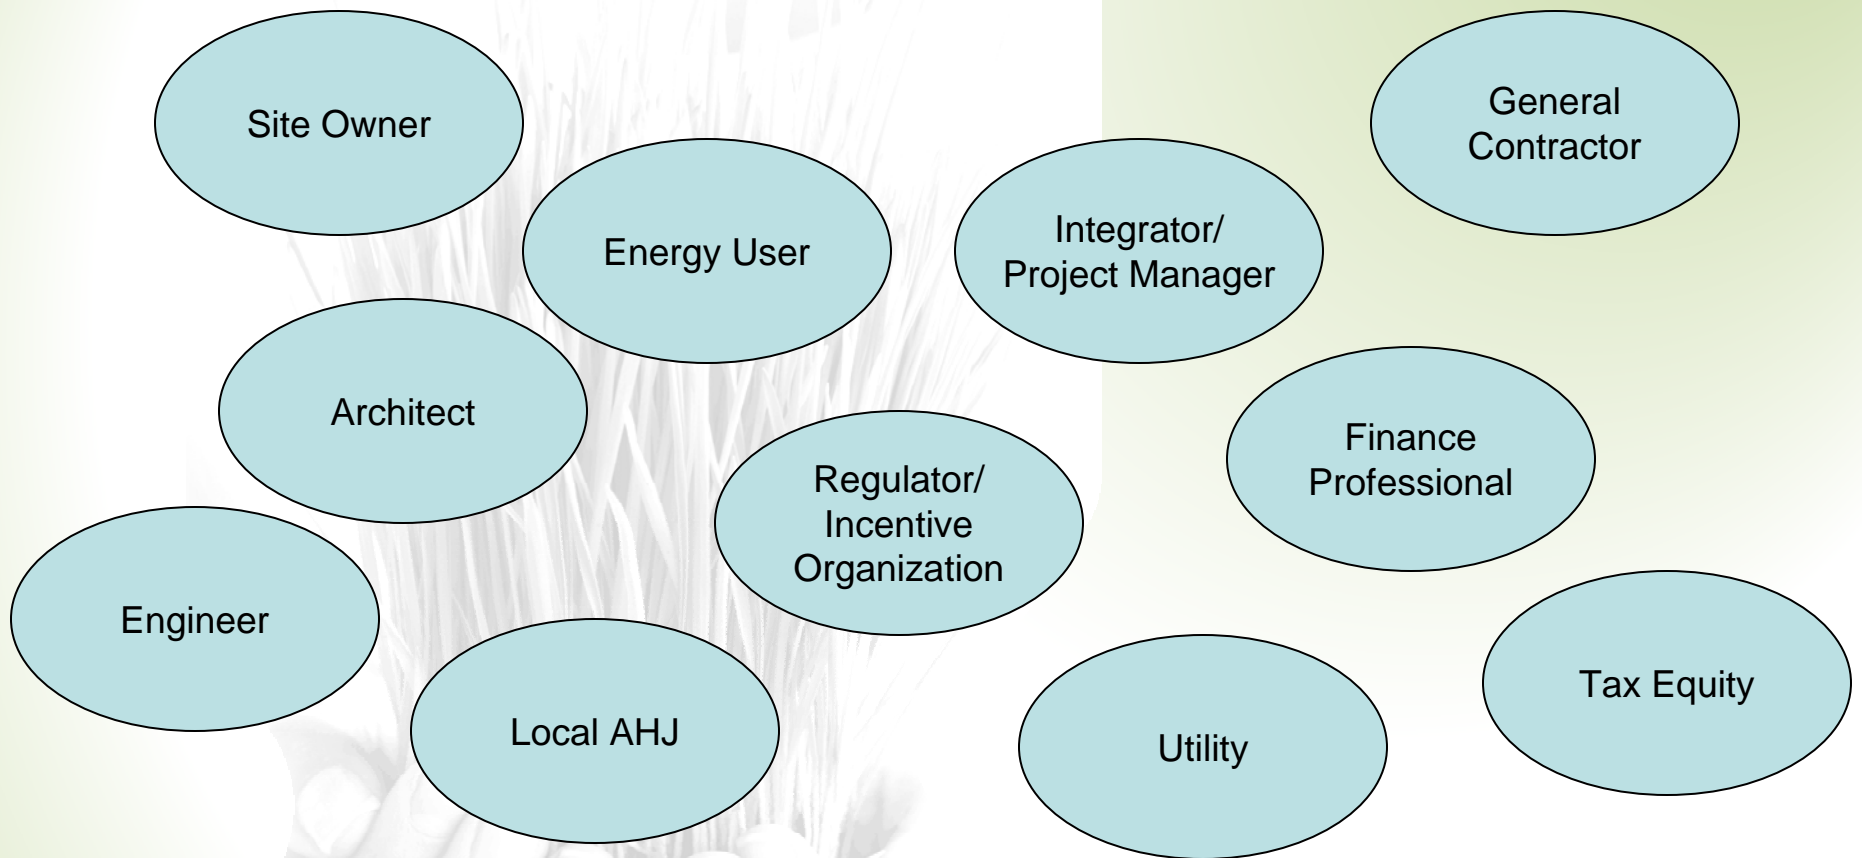 Site Owner
General
Contractor
Energy User
Integrator/
Project Manager
Architect
Finance
Professional
Regulator/
Incentive
Organization
Engineer
Tax Equity
Local AHJ
Utility